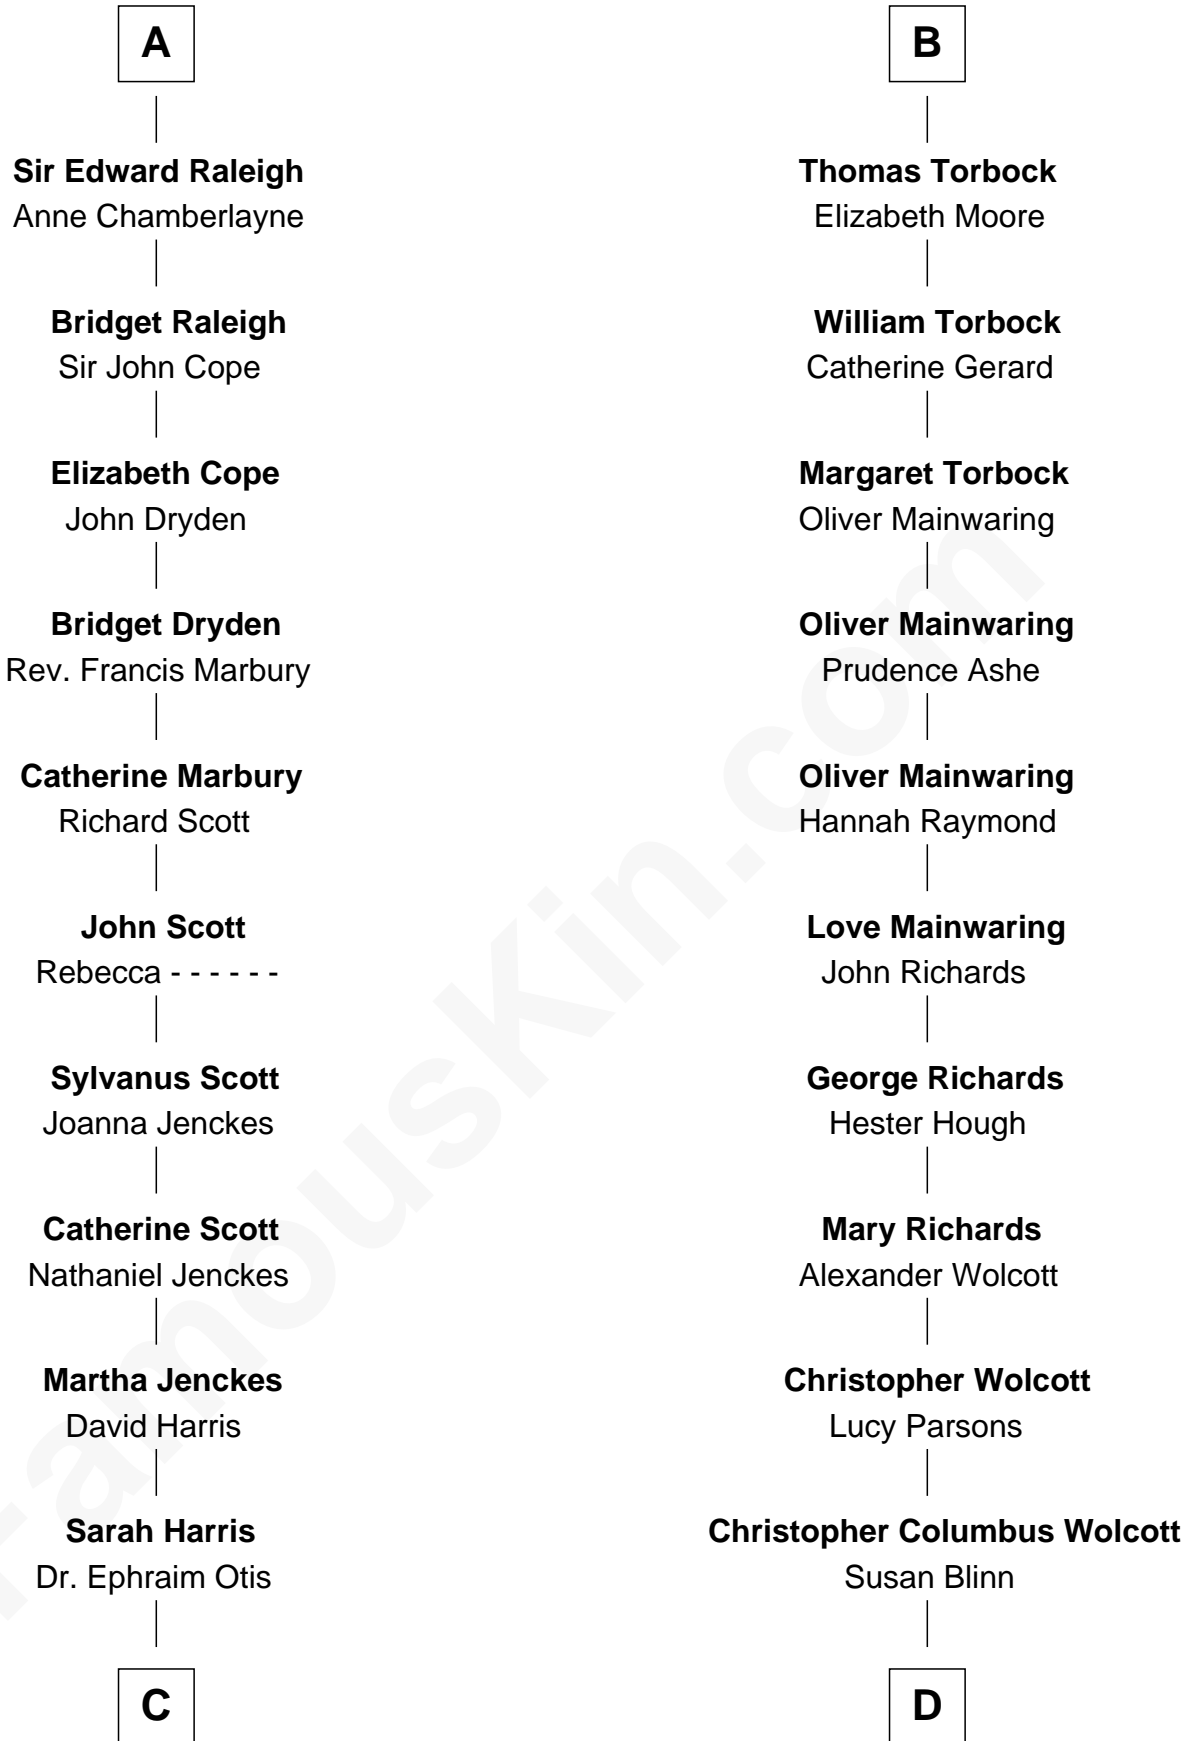 A
Sir Edward Raleigh
Anne Chamberlayne
Bridget Raleigh
Sir John Cope
Elizabeth Cope
John Dryden
Bridget Dryden
Rev. Francis Marbury
Catherine Marbury
Richard Scott
John Scott
Rebecca - - - - - -
Sylvanus Scott
Joanna Jenckes
Catherine Scott
Nathaniel Jenckes
Martha Jenckes
David Harris
Sarah Harris
Dr. Ephraim Otis
C
B
Thomas Torbock
Elizabeth Moore
William Torbock
Catherine Gerard
Margaret Torbock
Oliver Mainwaring
Oliver Mainwaring
Prudence Ashe
Oliver Mainwaring
Hannah Raymond
Love Mainwaring
John Richards
George Richards
Hester Hough
Mary Richards
Alexander Wolcott
Christopher Wolcott
Lucy Parsons
Christopher Columbus Wolcott
Susan Blinn
D
FamousKin.com